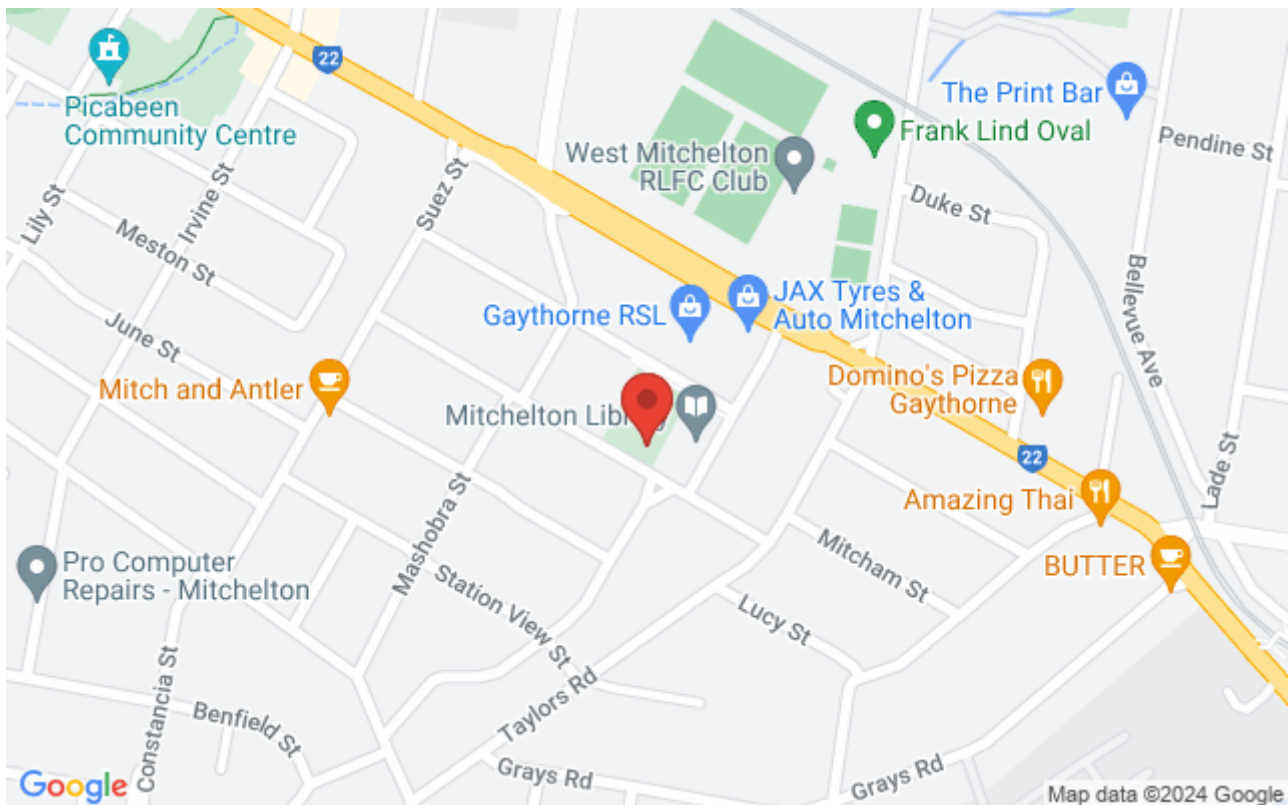 22
Picabeen
Community Centre
The Print Bar
Frank Lind Oval
Pendine St
West Mitchelton
RLFC Club
Suez St
Irvine St
Lily St
Meston St
Duke St
Bellevue Ave
JAX Tyres &
Auto Mitchelton
Gaythorne RSL
June St
Mitch and Antler
Domino's Pizza
Gaythorne
Mitchelton Lib
y
22
Lade St
Amazing Thai
Mashobra St
Mitcham St
BUTTER
Pro Computer
Repairs - Mitchelton
Station View St
Lucy St
Constancia St
Taylors Rd
Benfield St
Grays Rd
Grays Rd
Google
Map data ©2024 Google